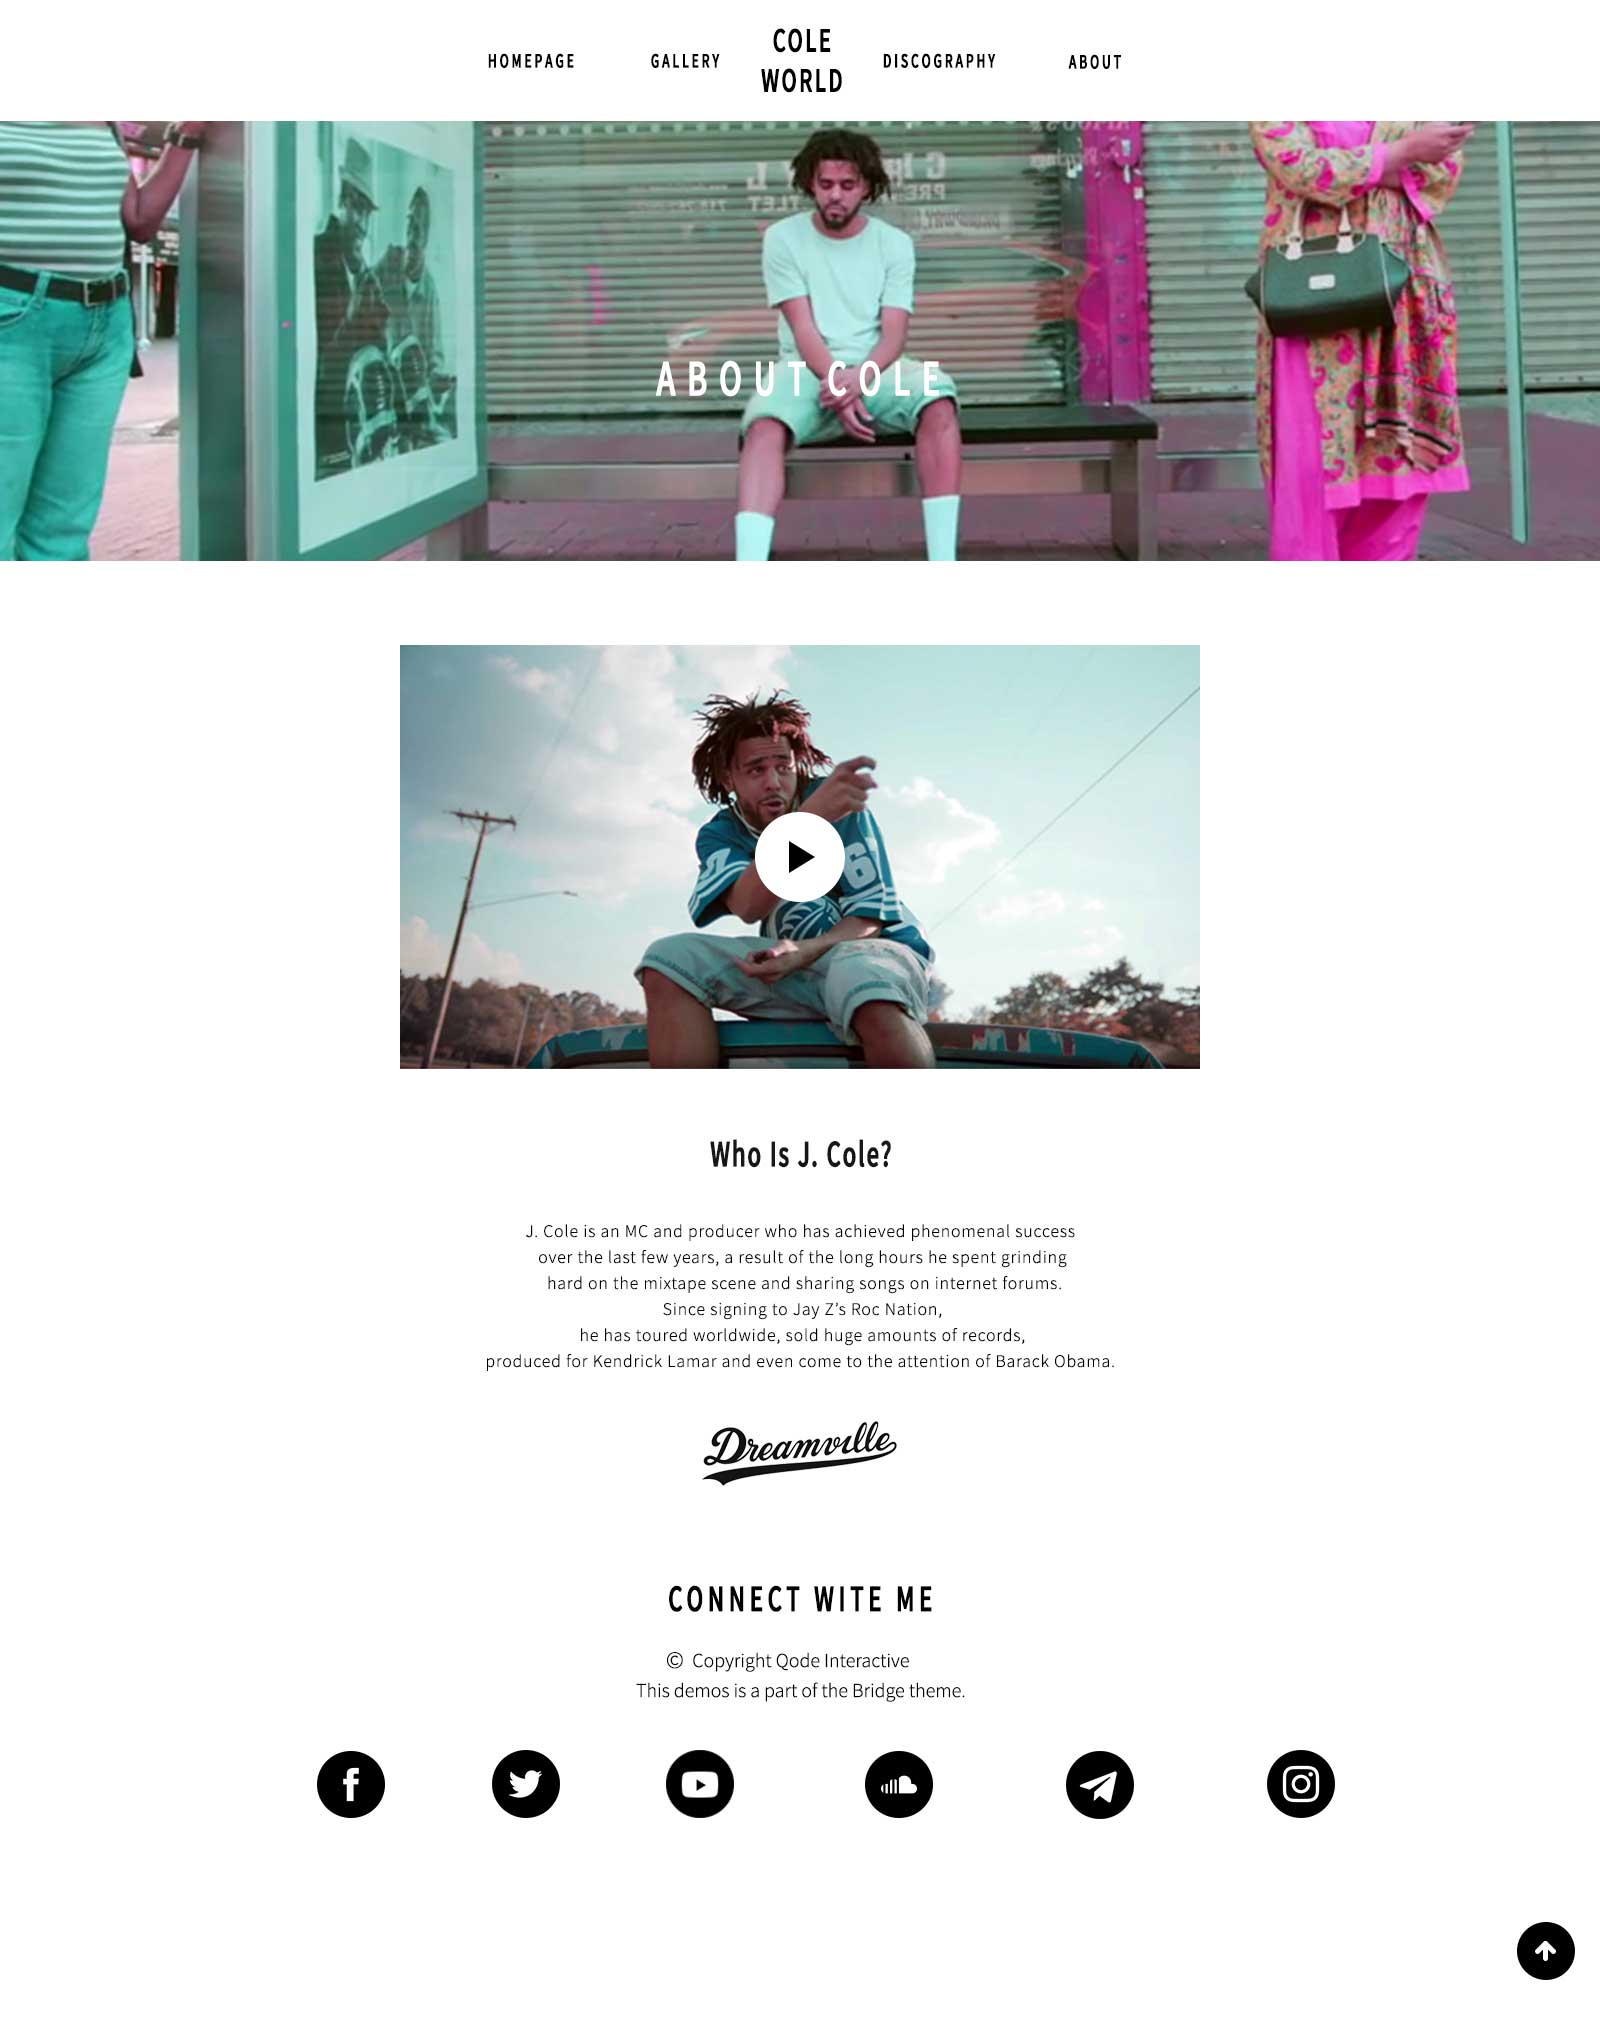 HOMEPAGE GALLERY COLE DISCOGRAPHY ABOUT
WORLD
ABOUT COLE
Who Is J. Cole?
J. Cole is an MC and producer who has achieved phenomenal success
over the last few years, a result of the long hours he spent grinding
hard on the mixtape scene and sharing songs on internet forums.
Since signing to Jay Z’s Roc Nation,
he has toured worldwide, sold huge amounts of records,
produced for Kendrick Lamar and even come to the attention of Barack Obama.
Dreamville
CONNECT WITE ME
© Copyright Qode Interactive
This demos is a part of the Bridge theme.